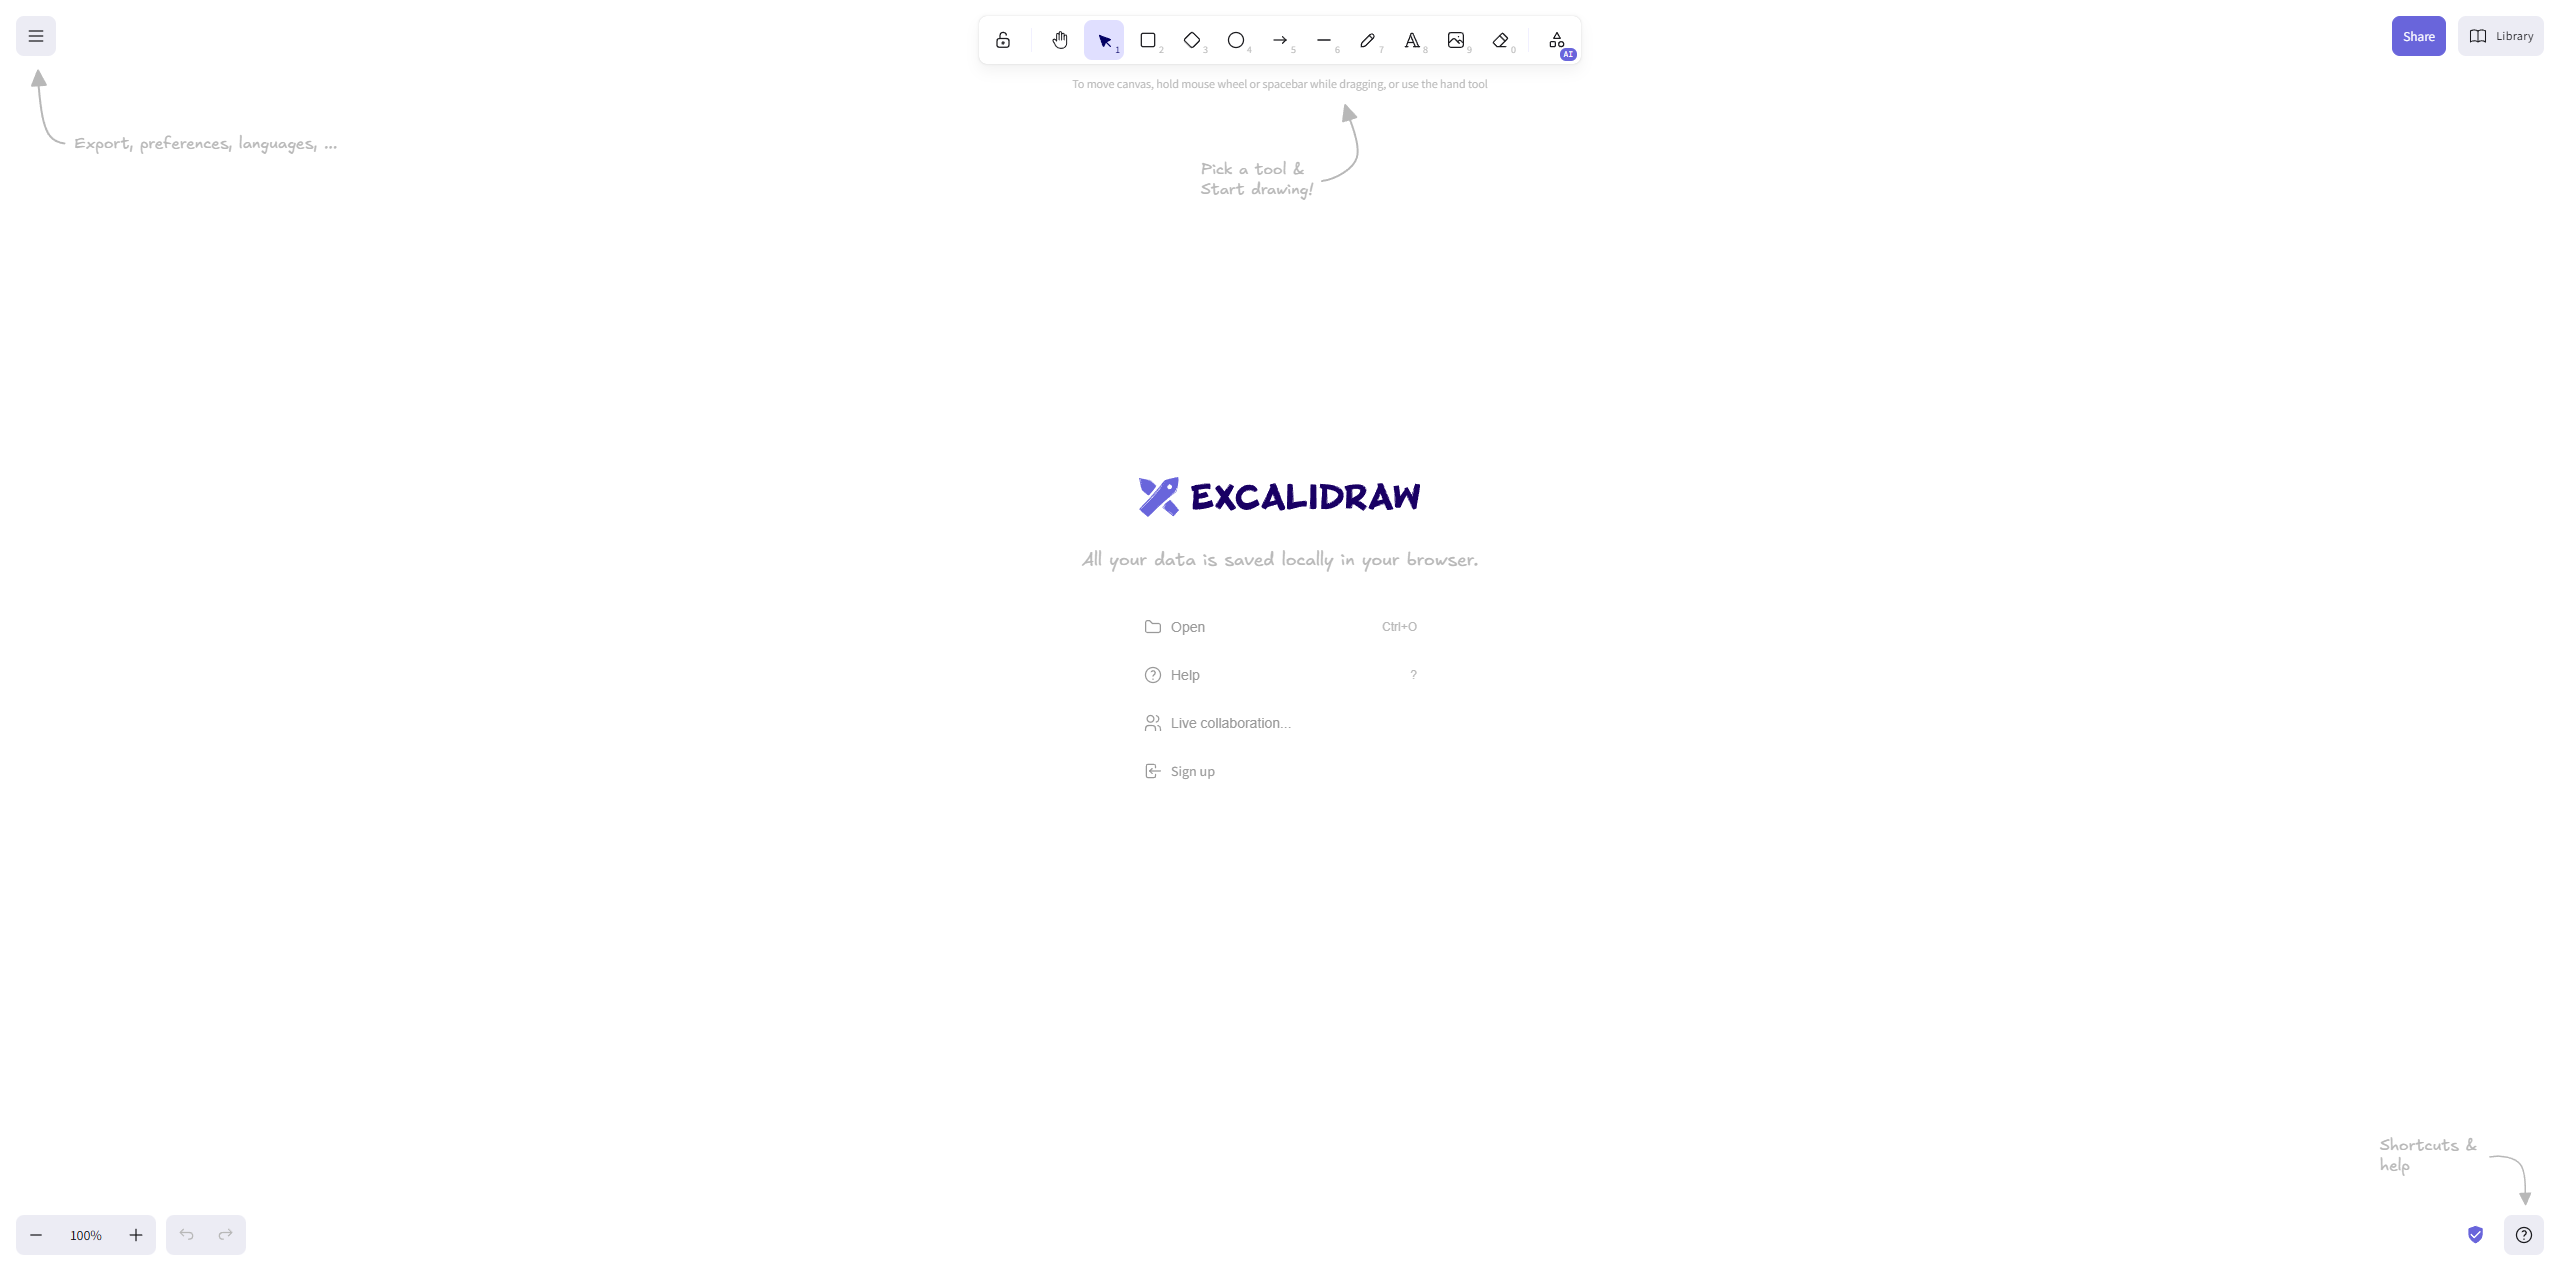 1
2
3
4
5
6
7
8
9
0
AI
Share
Library
To move canvas, hold mouse wheel or spacebar while dragging, or use the hand tool
Export, preferences, languages, ...
Pick a tool &
Start drawing!
EXCALIDRAW
All your data is saved locally in your browser.
Open Ctrl+O
Help ?
Live collaboration...
Sign up
Shortcuts &
help
100%